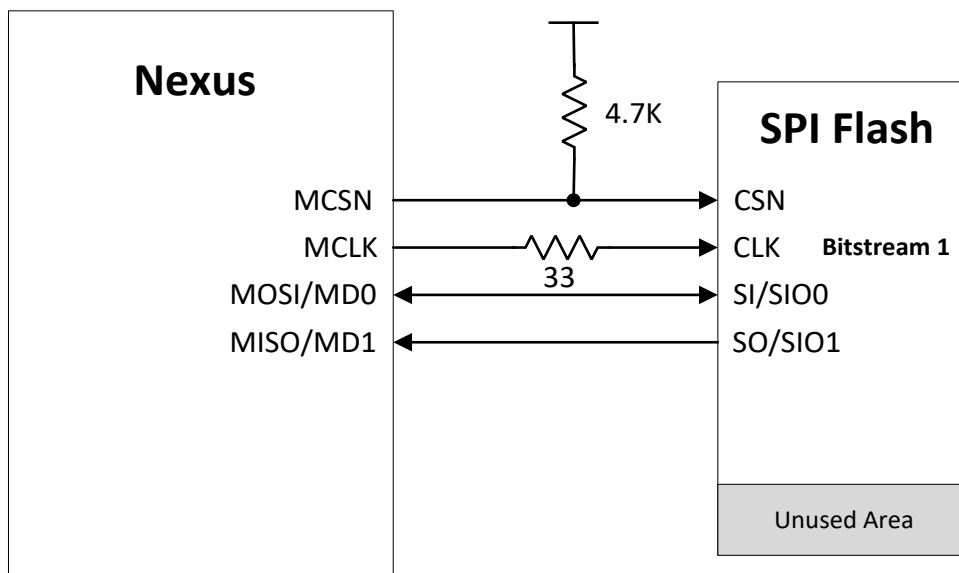 Nexus
4.7K
SPI Flash
MCSN
CSN
MCLK
33
CLK
Bitstream 1
MOSI/MD0
SI/SIO0
MISO/MD1
SO/SIO1
Unused Area